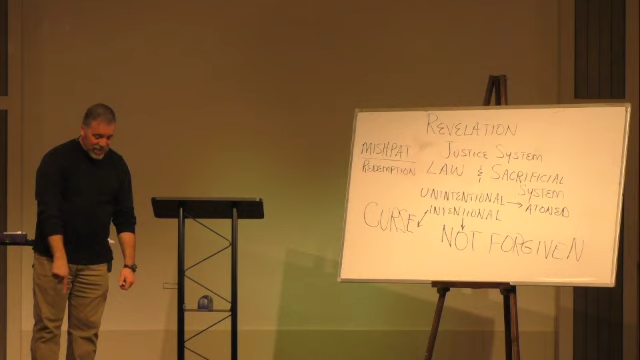 REVELATION
MISHPAT JUSTICE SYSTEM
REDEMPTION LAW & SACRIFICIAL
SYSTEM
UNINTENTIONAL → ATONED
CURSE INTENTIONAL
NOT FORGIVEN